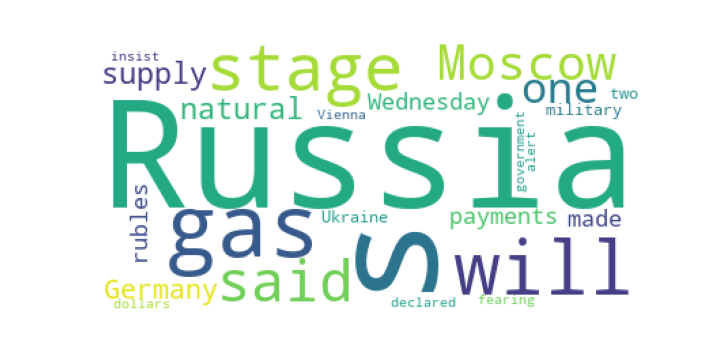 insist
supply
stage
Moscow
one
two
natural
Wednesday
military
Vienna
government
alert
Russia
rubles
gas
Ukraine
payments
made
s
will
said
Germany
dollars
declared
fearing